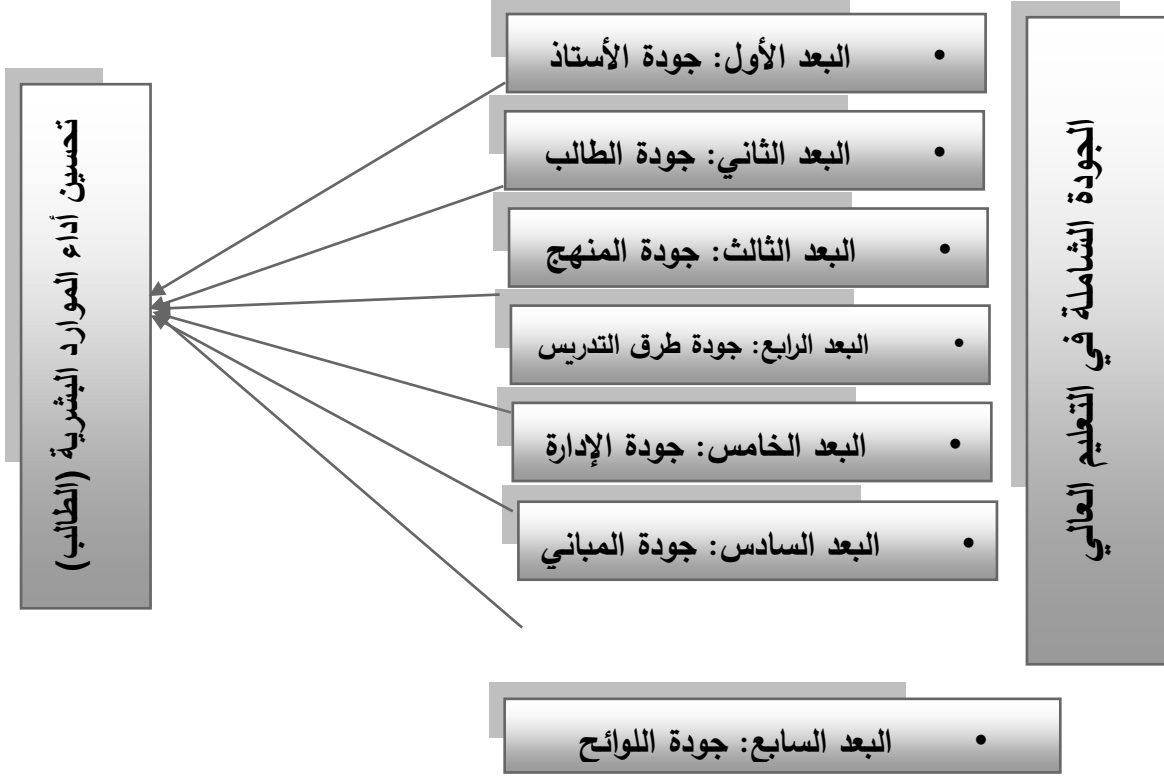 الجودة الشاملة في التعليم العالي
• البعد الأول: جودة الأستاذ
• البعد الثاني: جودة الطالب
• البعد الثالث: جودة المنهج
• البعد الرابع: جودة طرق التدريس
• البعد الخامس: جودة الإدارة
• البعد السادس: جودة المباني
• البعد السابع: جودة اللوائح
تحسين أداء الموارد البشرية (الطالب)